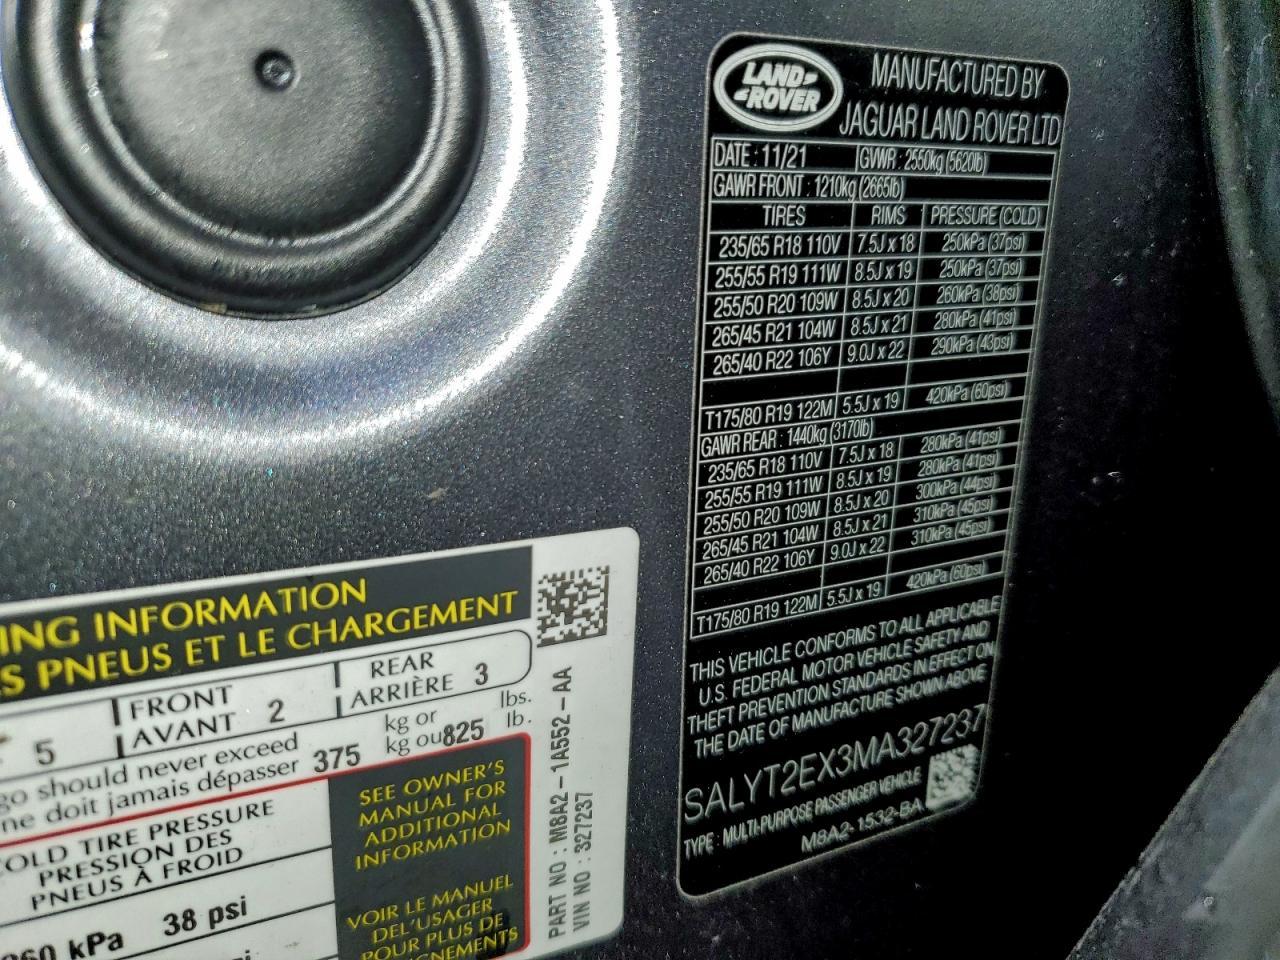 LAND-
-ROVER
MANUFACTURED BY
JAGUAR LAND ROVER LTD
DATE : 11/21 GVWR : 2550kg (5620lb)
GAWR FRONT : 1210kg (2665lb)
TIRES RIMS PRESSURE (COLD)
235/65 R18 110V 7.5J x 18 250kPa (37psi)
255/55 R19 111W 8.5J x 19 250kPa (37psi)
255/50 R20 109W 8.5J x 20 260kPa (38psi)
265/45 R21 104W 8.5J x 21 280kPa (41psi)
265/40 R22 106Y 9.0J x 22 290kPa (43psi)
T175/80 R19 122M 5.5J x 19 420kPa (60psi)
GAWR REAR : 1440kg (3170lb)
235/65 R18 110V 7.5J x 18 280kPa (41psi)
255/55 R19 111W 8.5J x 19 280kPa (41psi)
255/50 R20 109W 8.5J x 20 300kPa (44psi)
265/45 R21 104W 8.5J x 21 310kPa (45psi)
265/40 R22 106Y 9.0J x 22 310kPa (45psi)
T175/80 R19 122M 5.5J x 19 420kPa (60psi)
THIS VEHICLE CONFORMS TO ALL APPLICABLE
U.S. FEDERAL MOTOR VEHICLE SAFETY AND
THEFT PREVENTION STANDARDS IN EFFECT ON
THE DATE OF MANUFACTURE SHOWN ABOVE
SALYT2EX3MA327237
TYPE : MULTI-PURPOSE PASSENGER VEHICLE
M8A2-1532-BA
ING INFORMATION
S PNEUS ET LE CHARGEMENT
5 FRONT AVANT 2 REAR ARRIÈRE 3
go should never exceed 375 kg or 825 lbs.
ne doit jamais dépasser kg ou lb.
COLD TIRE PRESSURE
PRESSION DES
PNEUS À FROID
260 kPa 38 psi
SEE OWNER'S
MANUAL FOR
ADDITIONAL
INFORMATION
VOIR LE MANUEL
DEL'USAGER
POUR PLUS DE
GNEMENTS
PART NO : M8A2-1A552-AA
VIN NO : 327237